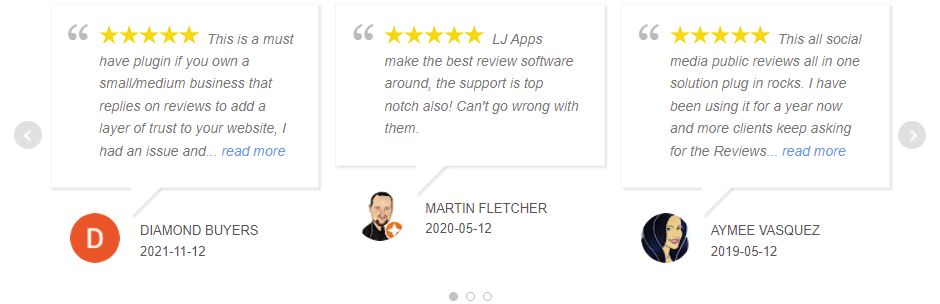 “ ★★★★★ This is a must
have plugin if you own a
small/medium business that
replies on reviews to add a
layer of trust to your website, I
had an issue and... read more
D
DIAMOND BUYERS
2021-11-12
“ ★★★★★ LJ Apps
make the best review software
around, the support is top
notch also! Can't go wrong with
them.
MARTIN FLETCHER
2020-05-12
“ ★★★★★ This all social
media public reviews all in one
solution plug in rocks. I have
been using it for a year now
and more clients keep asking
for the Reviews... read more
AYMEE VASQUEZ
2019-05-12